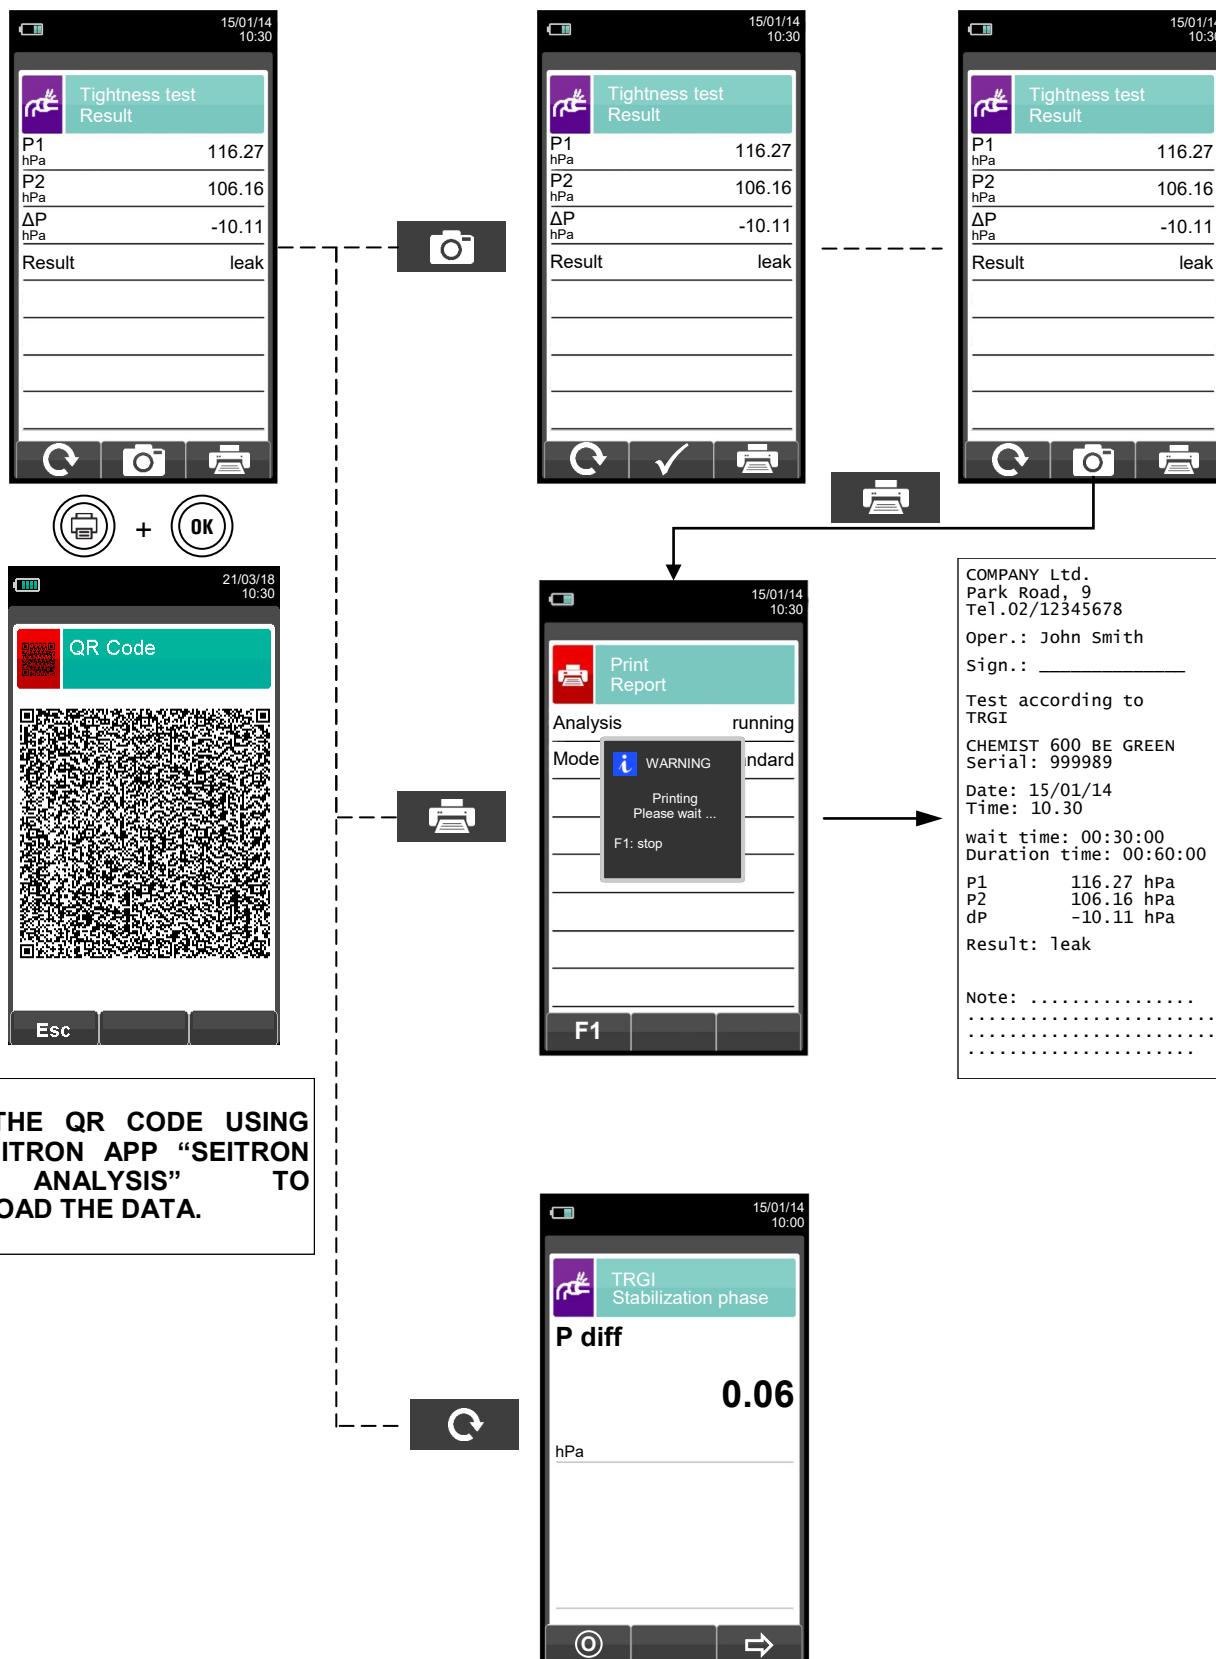 15/01/14
10:30
Tightness test
Result
P1
hPa
116.27
P2
hPa
106.16
ΔP
hPa
-10.11
Result leak
15/01/14
10:30
Tightness test
Result
P1
hPa
116.27
P2
hPa
106.16
ΔP
hPa
-10.11
Result leak
15/01/14
10:30
Tightness test
Result
P1
hPa
116.27
P2
hPa
106.16
ΔP
hPa
-10.11
Result leak
+ OK
21/03/18
10:30
QR Code
Esc
THE QR CODE USING
APP “SEITRON
ANALYSIS” TO
THE DATA.
15/01/14
10:30
Print
Report
Analysis running
Mode
WARNING
Printing
Please wait ...
F1: stop
F1
COMPANY Ltd.
Park Road, 9
Tel.02/12345678
Oper.: John Smith
Sign.: ______________
Test according to
TRGI
CHEMIST 600 BE GREEN
Serial: 999989
Date: 15/01/14
Time: 10.30
Wait time: 00:30:00
Duration time: 00:60:00
P1 116.27 hPa
P2 106.16 hPa
dP -10.11 hPa
Result: leak
Note: ................
........................
........................
......................
15/01/14
10:00
TRGI
Stabilization phase
P diff
0.06
hPa